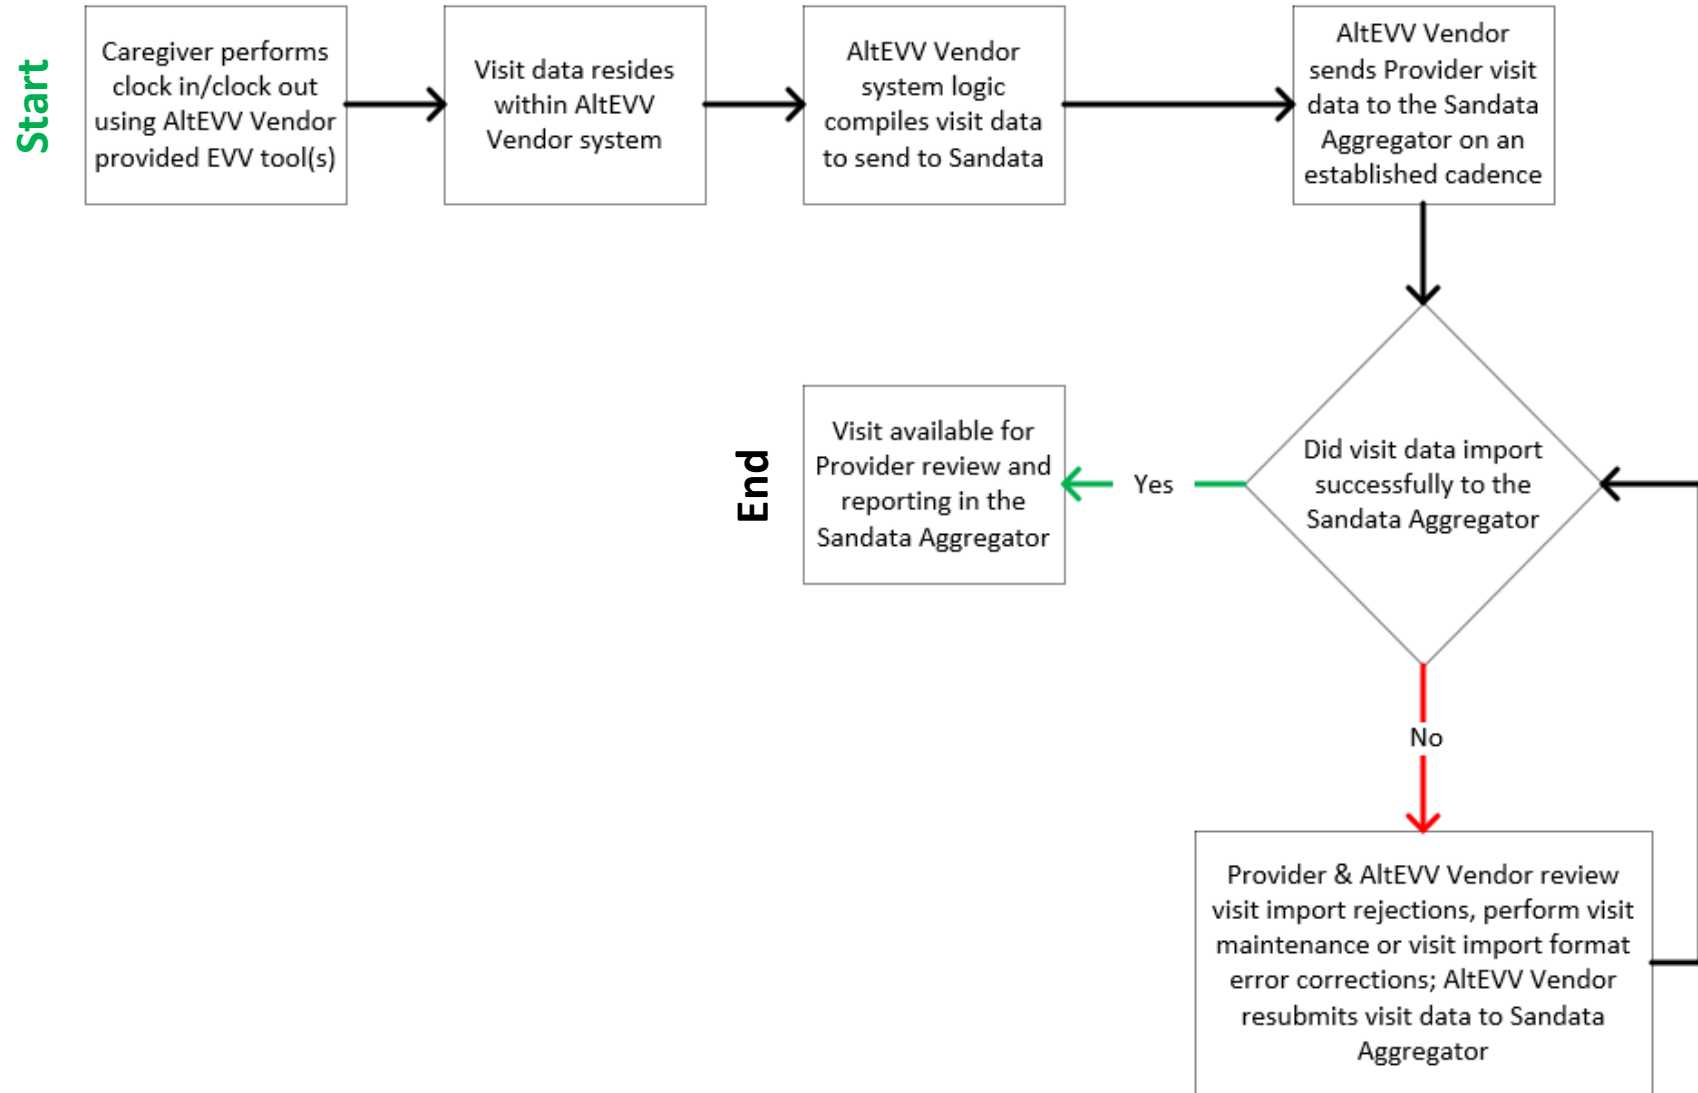 Start
Caregiver performs
clock in/clock out
using AltEVV Vendor
provided EVV tool(s)
Visit data resides
within AltEVV
Vendor system
AltEVV Vendor
system logic
compiles visit data
to send to Sandata
AltEVV Vendor
sends Provider visit
data to the Sandata
Aggregator on an
established cadence
Did visit data import
successfully to the
Sandata Aggregator
Yes
End
Visit available for
Provider review and
reporting in the
Sandata Aggregator
No
Provider & AltEVV Vendor review
visit import rejections, perform visit
maintenance or visit import format
error corrections; AltEVV Vendor
resubmits visit data to Sandata
Aggregator